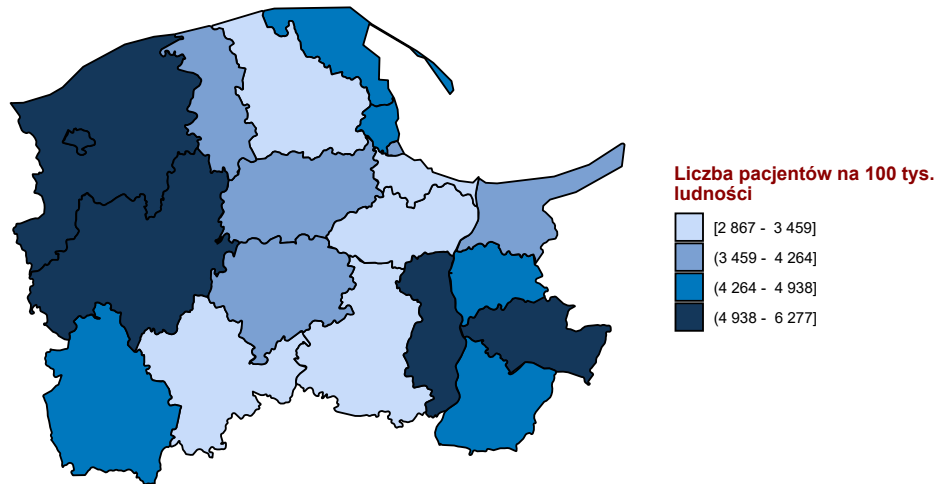 Liczba pacjentów na 100 tys.
ludności
[2 867 - 3 459]
(3 459 - 4 264]
(4 264 - 4 938]
(4 938 - 6 277]